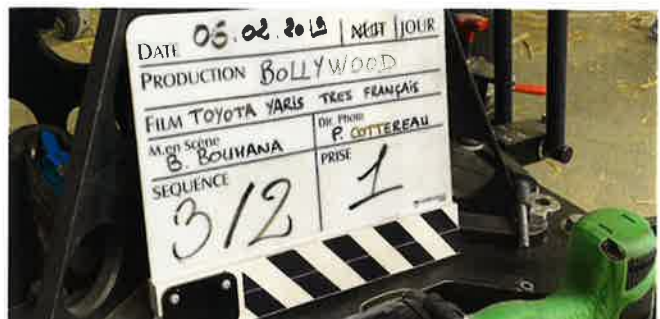 DATE 05.02.2019 NUIT JOUR
PRODUCTION BOLLYWOOD
FILM TOYOTA YARIS TRES FRANÇAIS
M.en Scène B. BOUHANA
Dir. Photo P. COTTEREAU
SEQUENCE 3/2
PRISE 1